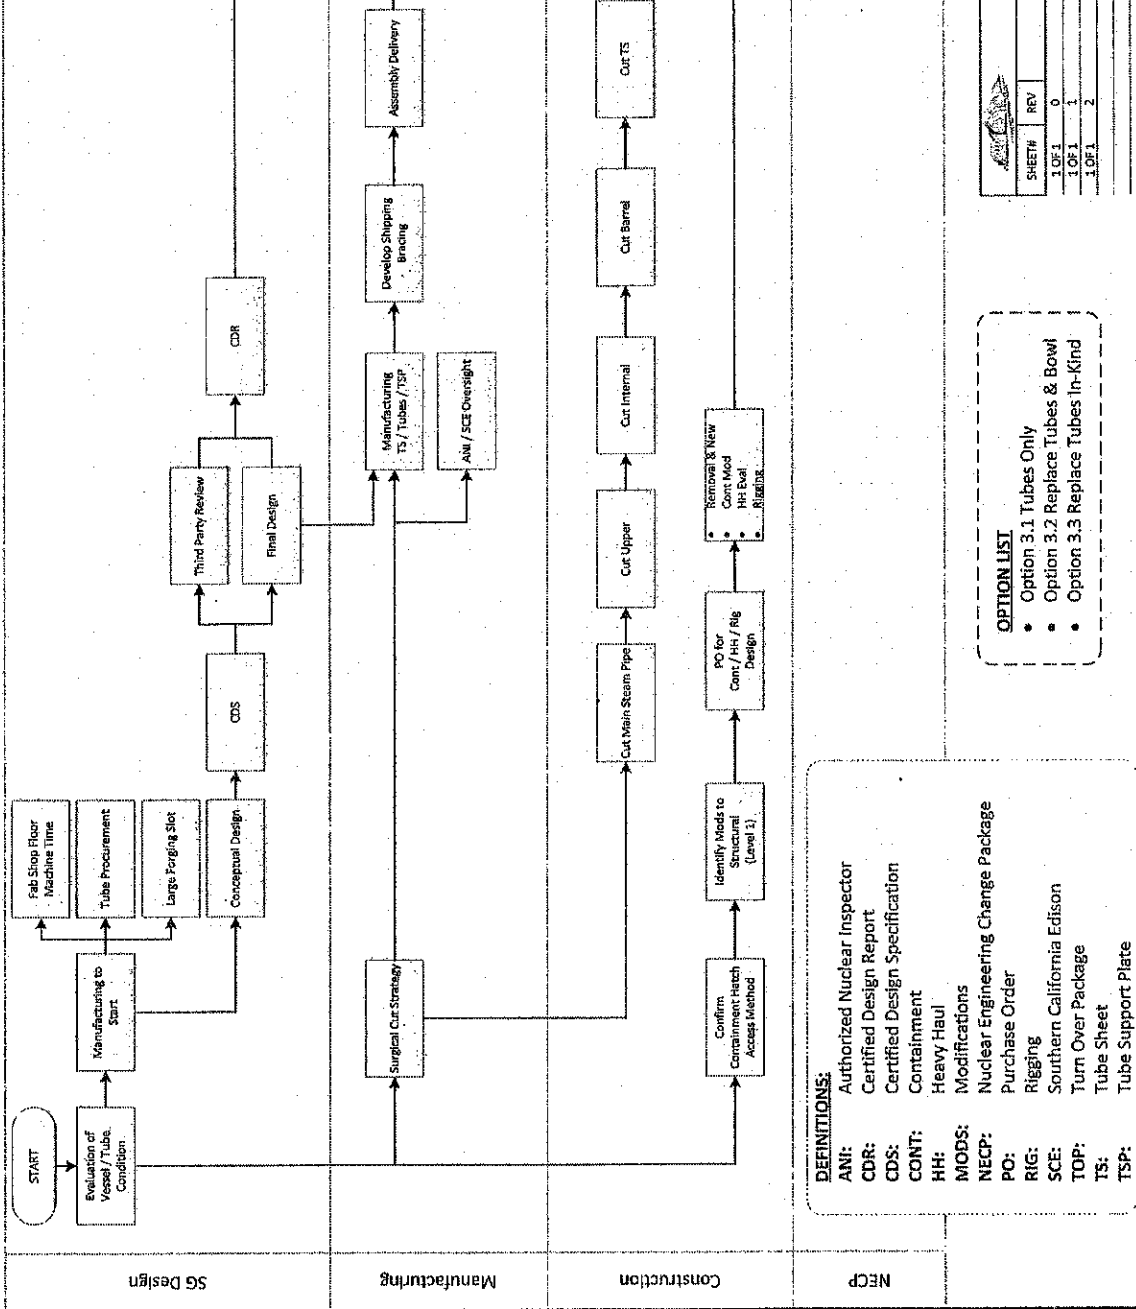 SG Design
START
Evaluation of
Vessel / Tube
Condition
Manufacturing to
Start
Fab Shop Floor
Machine Time
Tube Procurement
Large Forging Slot
Conceptual Design
CDS
Third Party Review
Final Design
CDR
Manufacturing
Surgical Cut Strategy
Manufacturing
TS / Tubes / TSP
ANI / SCE Oversight
Develop Shipping
Bracing
Assembly Delivery
Construction
Cut Main Steam Pipe
Cut Upper
Cut Internal
Cut Barrel
Cut TS
Confirm
Containment Hatch
Access Method
Identify Mods to
Structural
(Level 1)
PO for
Cont / HH / Rig
Design
• Removal & New
• Cont Mod
• HH Eval
• Rigging
NECP
DEFINITIONS:
ANI: Authorized Nuclear Inspector
CDR: Certified Design Report
CDS: Certified Design Specification
CONT: Containment
HH: Heavy Haul
MODS: Modifications
NECP: Nuclear Engineering Change Package
PO: Purchase Order
RIG: Rigging
SCE: Southern California Edison
TOP: Turn Over Package
TS: Tube Sheet
TSP: Tube Support Plate
OPTION LIST
• Option 3.1 Tubes Only
• Option 3.2 Replace Tubes & Bowl
• Option 3.3 Replace Tubes In-Kind
SHEET# REV
1 OF 1 0
1 OF 1 1
1 OF 1 2